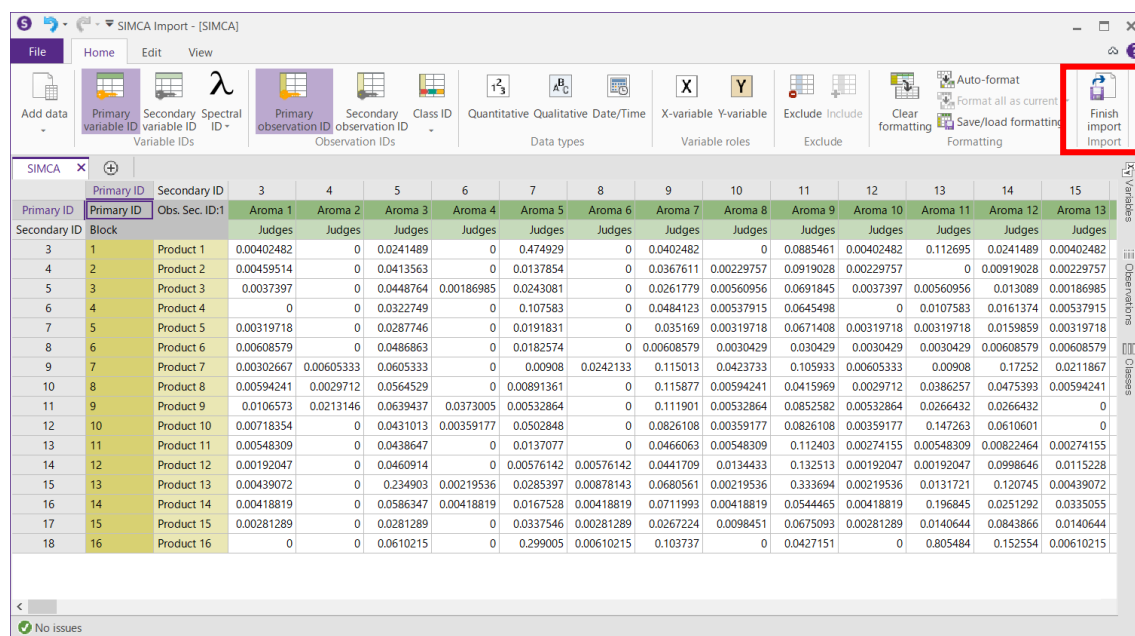 SIMCA Import - [SIMCA]
File Home Edit View
Add data
Primary variable ID
Secondary variable ID
Spectral ID
Variable IDs
Primary observation ID
Secondary observation ID
Class ID
Observation IDs
Quantitative Qualitative Date/Time
Data types
X X-variable
Y Y-variable
Variable roles
Exclude Include
Exclude
Clear formatting
Auto-format
Format all as current
Save/load formatting
Formatting
Finish import
Import
SIMCA
Primary ID Secondary ID 3 4 5 6 7 8 9 10 11 12 13 14 15
Primary ID Primary ID Obs. Sec. ID:1 Aroma 1 Aroma 2 Aroma 3 Aroma 4 Aroma 5 Aroma 6 Aroma 7 Aroma 8 Aroma 9 Aroma 10 Aroma 11 Aroma 12 Aroma 13
Secondary ID Block Judges Judges Judges Judges Judges Judges Judges Judges Judges Judges Judges Judges Judges
3 1 Product 1 0.00402482 0 0.0241489 0 0.474929 0 0.0402482 0 0.0885461 0.00402482 0.112695 0.0241489 0.00402482
4 2 Product 2 0.00459514 0 0.0413563 0 0.0137854 0 0.0367611 0.00229757 0.0919028 0.00229757 0 0.00919028 0.00229757
5 3 Product 3 0.0037397 0 0.0448764 0.00186985 0.0243081 0 0.0261779 0.00560956 0.0691845 0.0037397 0.00560956 0.013089 0.00186985
6 4 Product 4 0 0 0.0322749 0 0.107583 0 0.0484123 0.00537915 0.0645498 0 0.0107583 0.0161374 0.00537915
7 5 Product 5 0.00319718 0 0.0287746 0 0.0191831 0 0.035169 0.00319718 0.0671408 0.00319718 0.00319718 0.0159859 0.00319718
8 6 Product 6 0.00608579 0 0.0486863 0 0.0182574 0 0.00608579 0.0030429 0.030429 0.0030429 0.0030429 0.00608579 0.00608579
9 7 Product 7 0.00302667 0.00605333 0.0605333 0 0.00908 0.0242133 0.115013 0.0423733 0.105933 0.00605333 0.00908 0.17252 0.0211867
10 8 Product 8 0.00594241 0.0029712 0.0564529 0 0.00891361 0 0.115877 0.00594241 0.0415969 0.0029712 0.0386257 0.0475393 0.00594241
11 9 Product 9 0.0106573 0.0213146 0.0639437 0.0373005 0.00532864 0 0.111901 0.00532864 0.0852582 0.00532864 0.0266432 0.0266432 0
12 10 Product 10 0.00718354 0 0.0431013 0.00359177 0.0502848 0 0.0826108 0.00359177 0.0826108 0.00359177 0.147263 0.0610601 0
13 11 Product 11 0.00548309 0 0.0438647 0 0.0137077 0 0.0466063 0.00548309 0.112403 0.00274155 0.00548309 0.00822464 0.00274155
14 12 Product 12 0.00192047 0 0.0460914 0 0.00576142 0.00576142 0.0441709 0.0134433 0.132513 0.00192047 0.00192047 0.0998646 0.0115228
15 13 Product 13 0.00439072 0 0.234903 0.00219536 0.0285397 0.00878143 0.0680561 0.00219536 0.333694 0.00219536 0.0131721 0.120745 0.00439072
16 14 Product 14 0.00418819 0 0.0586347 0.00418819 0.0167528 0.00418819 0.0711993 0.00418819 0.0544465 0.00418819 0.196845 0.0251292 0.0335055
17 15 Product 15 0.00281289 0 0.0281289 0 0.0337546 0.00281289 0.0267224 0.0098451 0.0675093 0.00281289 0.0140644 0.0843866 0.0140644
18 16 Product 16 0 0 0.0610215 0 0.299005 0.00610215 0.103737 0 0.0427151 0 0.805484 0.152554 0.00610215
Variables
Observations
Classes
No issues